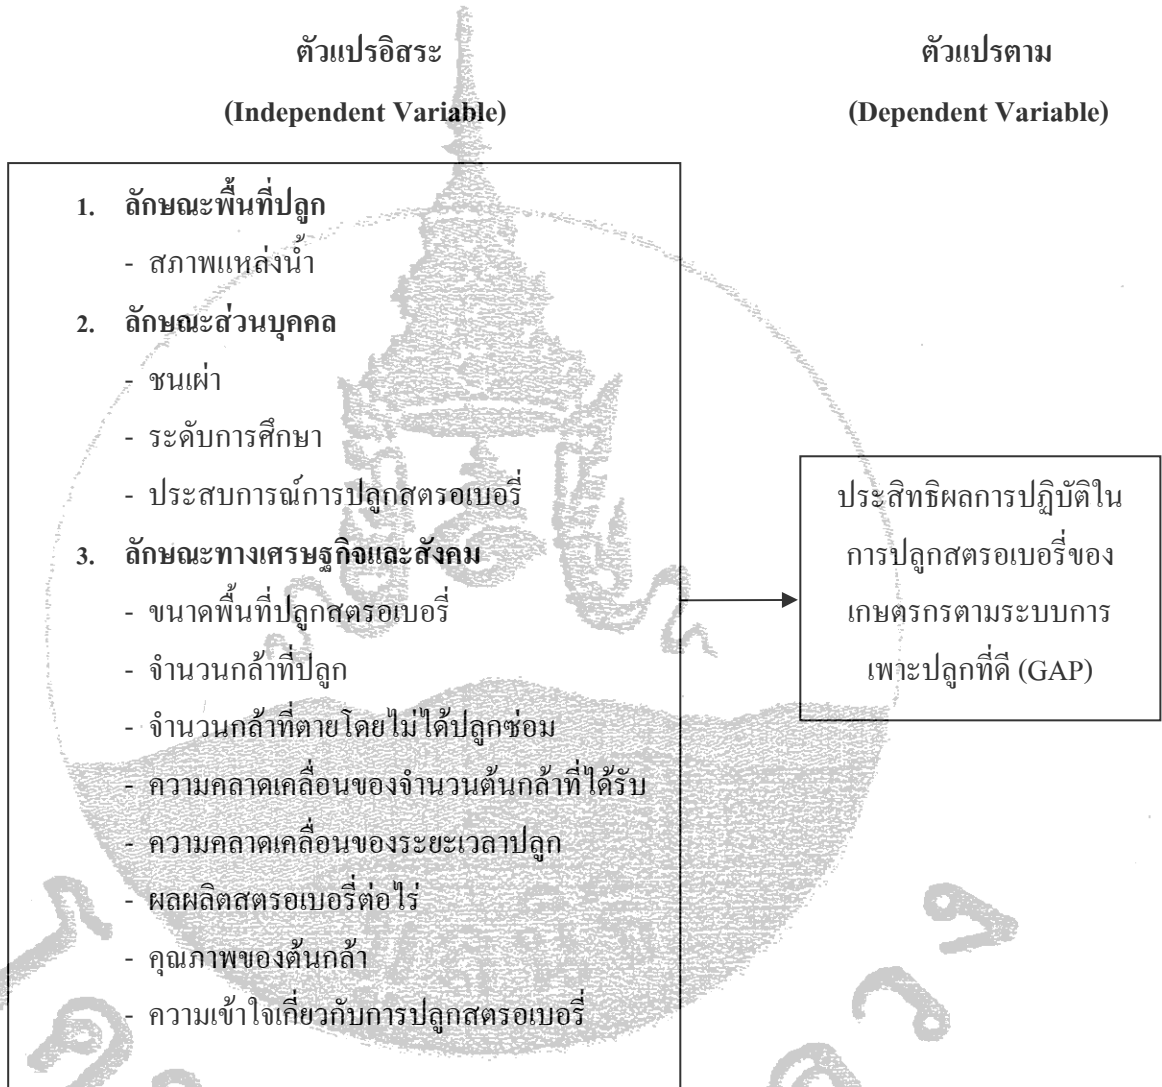 ตัวแปรอิสระ
(Independent Variable)
ตัวแปรตาม
(Dependent Variable)
1. ลักษณะพื้นที่ปลูก
- สภาพแหล่งน้ำ
2. ลักษณะส่วนบุคคล
- ชนเผ่า
- ระดับการศึกษา
- ประสบการณ์การปลูกสตรอเบอรี่
3. ลักษณะทางเศรษฐกิจและสังคม
- ขนาดพื้นที่ปลูกสตรอเบอรี่
- จำนวนกล้าที่ปลูก
- จำนวนกล้าที่ตายโดยไม่ได้ปลูกซ่อม
- ความคลาดเคลื่อนของจำนวนต้นกล้าที่ได้รับ
- ความคลาดเคลื่อนของระยะเวลาปลูก
- ผลผลิตสตรอเบอรี่ต่อไร่
- คุณภาพของต้นกล้า
- ความเข้าใจเกี่ยวกับการปลูกสตรอเบอรี่
ประสิทธิผลการปฏิบัติใน
การปลูกสตรอเบอรี่ของ
เกษตรกรตามระบบการ
เพาะปลูกที่ดี (GAP)